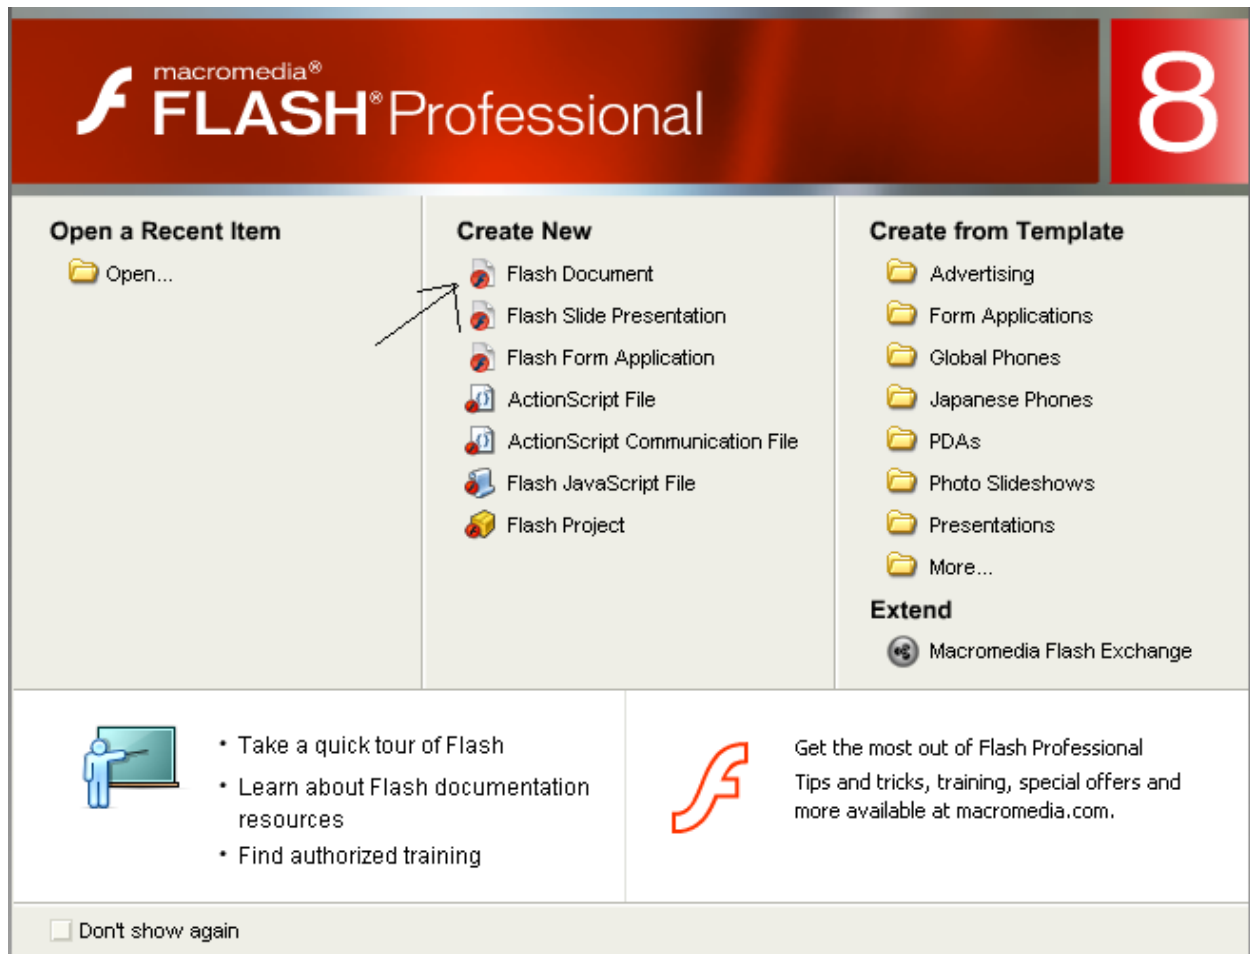 macromedia®
FLASH® Professional
8
Open a Recent Item
Open...
Create New
Flash Document
Flash Slide Presentation
Flash Form Application
ActionScript File
ActionScript Communication File
Flash JavaScript File
Flash Project
Create from Template
Advertising
Form Applications
Global Phones
Japanese Phones
PDAs
Photo Slideshows
Presentations
More...
Extend
Macromedia Flash Exchange
• Take a quick tour of Flash
• Learn about Flash documentation
resources
• Find authorized training
Get the most out of Flash Professional
Tips and tricks, training, special offers and
more available at macromedia.com.
Don't show again